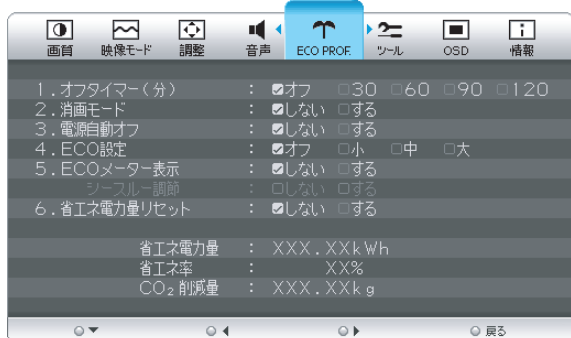 画質 映像モード 調整 音声 ECO PROF. ツール OSD 情報
1.オフタイマー(分) : ☑オフ □30 □60 □90 □120
2.消画モード : ☑しない □する
3.電源自動オフ : ☑しない □する
4.ECO設定 : ☑オフ □小 □中 □大
5.ECOメーター表示 : ☑しない □する
シースルー調節 : □しない □する
6.省エネ電力量リセット : ☑しない □する
省エネ電力量 : XXX.XXkWh
省エネ率 : XX%
CO₂削減量 : XXX.XXkg
戻る